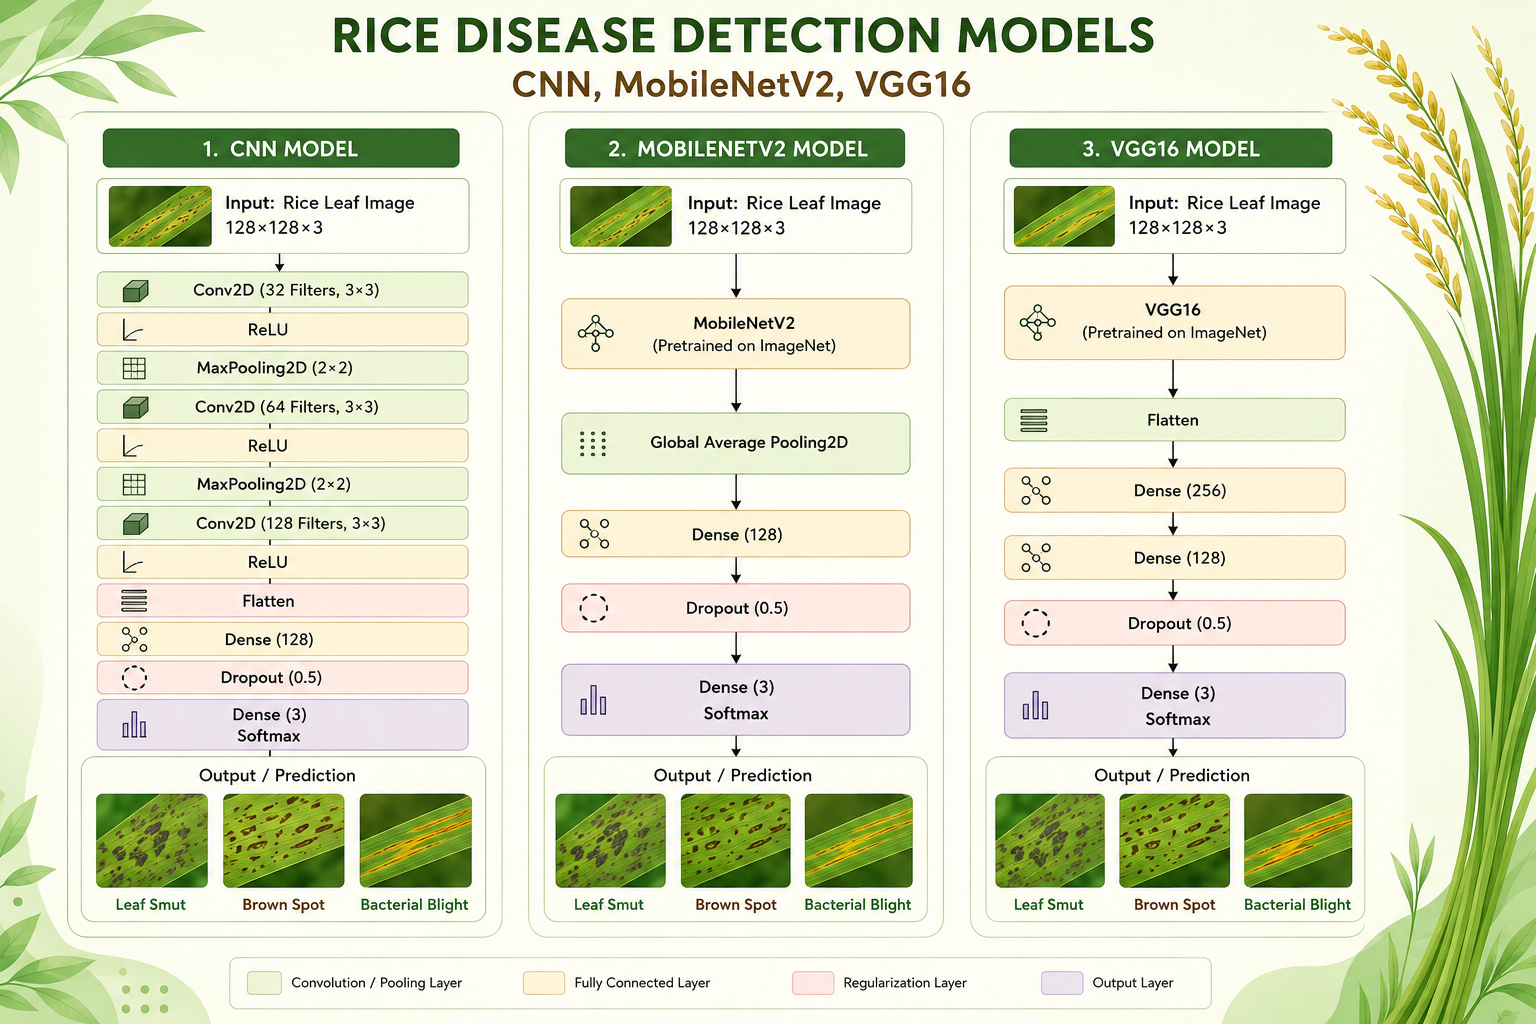 RICE DISEASE DETECTION MODELS
CNN, MobileNetV2, VGG16
1. CNN MODEL
Input: Rice Leaf Image
128×128×3
Conv2D (32 Filters, 3×3)
ReLU
MaxPooling2D (2×2)
Conv2D (64 Filters, 3×3)
ReLU
MaxPooling2D (2×2)
Conv2D (128 Filters, 3×3)
ReLU
Flatten
Dense (128)
Dropout (0.5)
Dense (3)
Softmax
Output / Prediction
Leaf Smut
Brown Spot
Bacterial Blight
2. MOBILENETV2 MODEL
Input: Rice Leaf Image
128×128×3
MobileNetV2
(Pretrained on ImageNet)
Global Average Pooling2D
Dense (128)
Dropout (0.5)
Dense (3)
Softmax
Output / Prediction
Leaf Smut
Brown Spot
Bacterial Blight
3. VGG16 MODEL
Input: Rice Leaf Image
128×128×3
VGG16
(Pretrained on ImageNet)
Flatten
Dense (256)
Dense (128)
Dropout (0.5)
Dense (3)
Softmax
Output / Prediction
Leaf Smut
Brown Spot
Bacterial Blight
Convolution / Pooling Layer
Fully Connected Layer
Regularization Layer
Output Layer